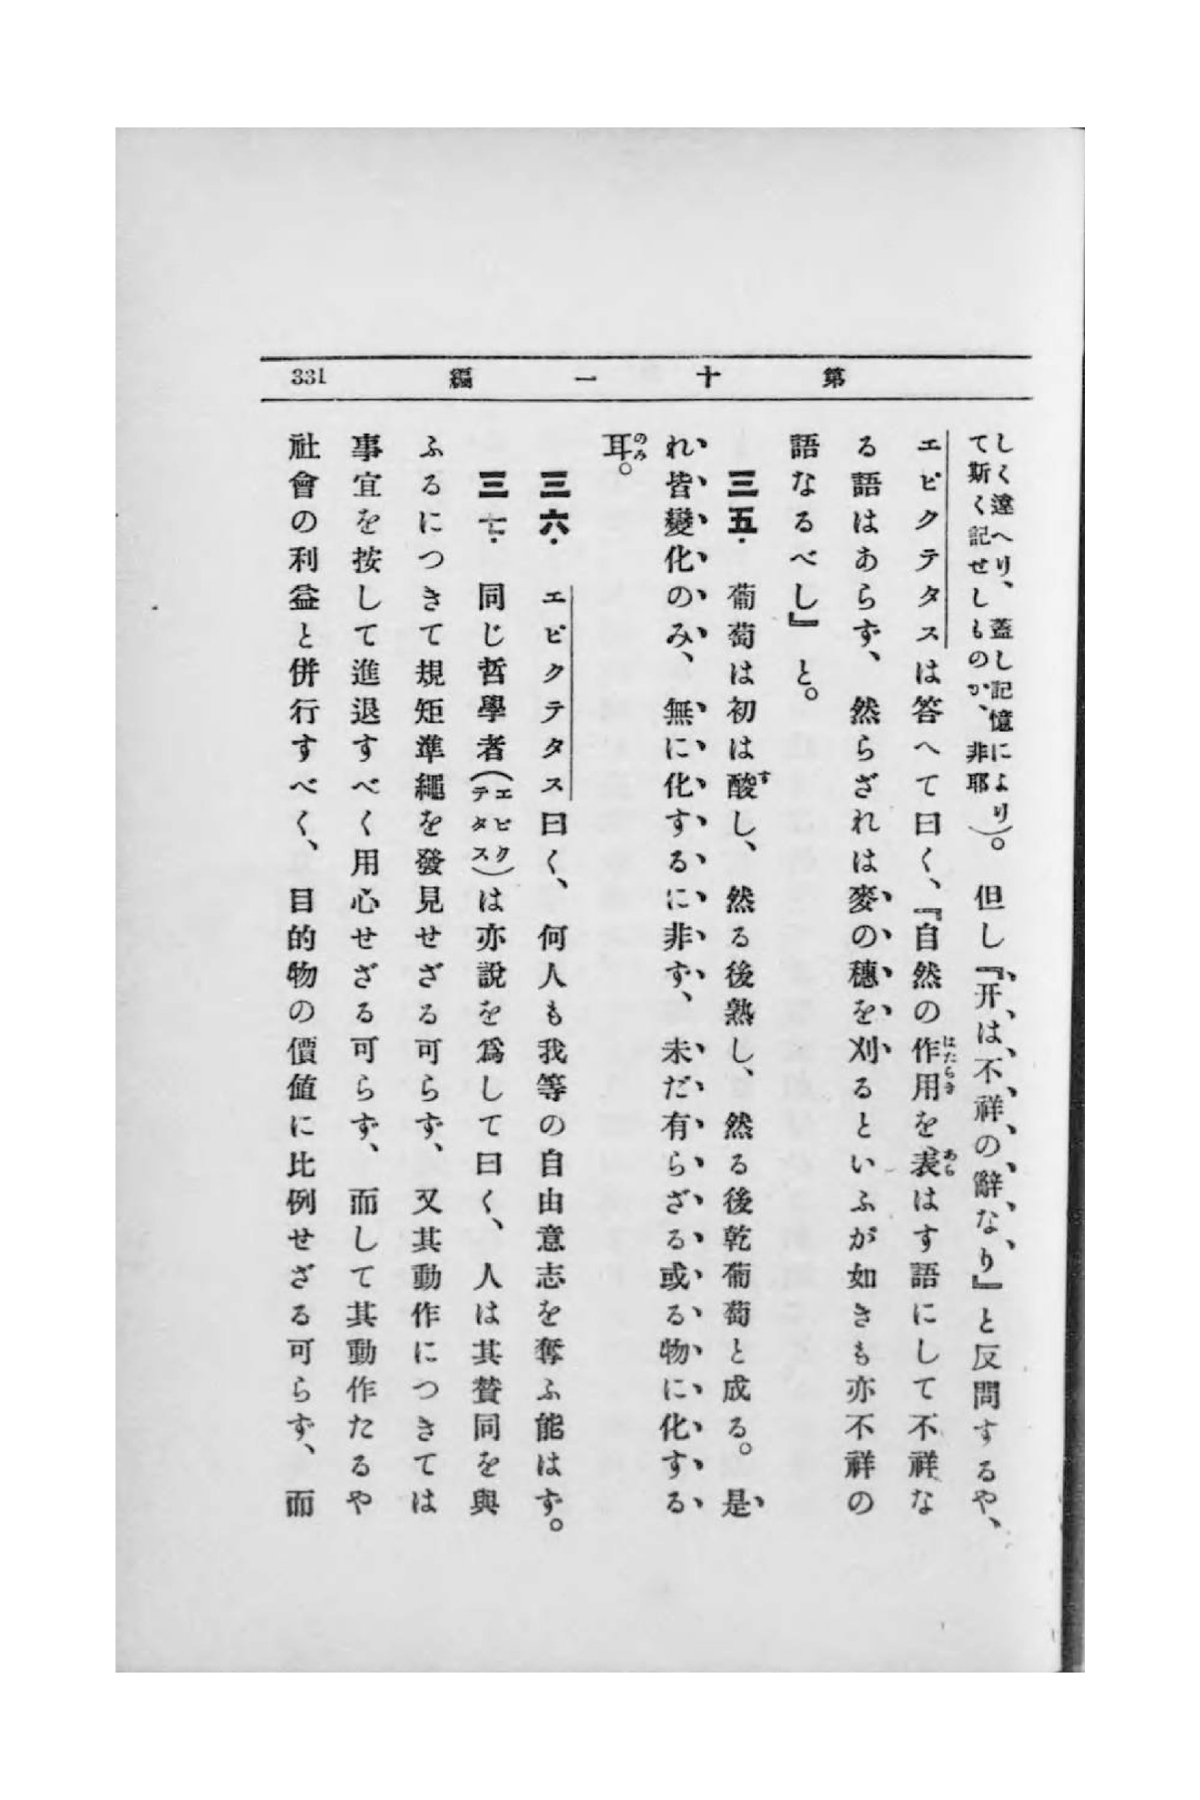 第十一編 331
しく違へり、蓋し記憶により
て斯く記せしものか、非耶)。但し『开は不祥の辭なり』と反問するや、
エピクテタスは答へて曰く、『自然の作用を表はす語にして不祥な
る語はあらず、然らざれは麥の穗を刈るといふが如きも亦不祥の
語なるべし』と。
三五. 葡萄は初は酸し、然る後熟し、然る後乾葡萄と成る。是
れ皆變化のみ、無に化するに非ず、未だ有らざる或る物に化する
耳。
三六. エピクテタス曰く、何人も我等の自由意志を奪ふ能はず。
三七. 同じ哲學者(エピクテタス)は亦説を爲して曰く、人は其賛同を與
ふるにつきて規矩準繩を發見せざる可らず、又其動作につきては
事宜を按して進退すべく用心せざる可らず、而して其動作たるや
社會の利益と併行すべく、目的物の價値に比例せざる可らず、而